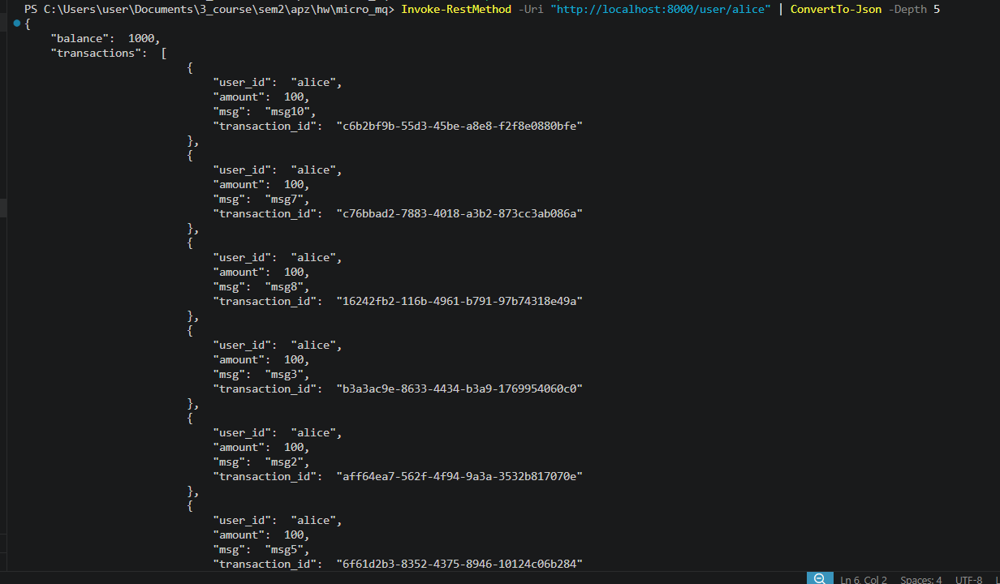 PS C:\Users\user\Documents\3_course\sem2\apz\hw\micro_mq> Invoke-RestMethod -Uri "http://localhost:8000/user/alice" | ConvertTo-Json -Depth 5
{
"balance":  1000,
"transactions":  [
{
"user_id":  "alice",
"amount":  100,
"msg":  "msg10",
"transaction_id":  "c6b2bf9b-55d3-45be-a8e8-f2f8e0880bfe"
},
{
"user_id":  "alice",
"amount":  100,
"msg":  "msg7",
"transaction_id":  "c76bbad2-7883-4018-a3b2-873cc3ab086a"
},
{
"user_id":  "alice",
"amount":  100,
"msg":  "msg8",
"transaction_id":  "16242fb2-116b-4961-b791-97b74318e49a"
},
{
"user_id":  "alice",
"amount":  100,
"msg":  "msg3",
"transaction_id":  "b3a3ac9e-8633-4434-b3a9-1769954060c0"
},
{
"user_id":  "alice",
"amount":  100,
"msg":  "msg2",
"transaction_id":  "aff64ea7-562f-4f94-9a3a-3532b817070e"
},
{
"user_id":  "alice",
"amount":  100,
"msg":  "msg5",
"transaction_id":  "6f61d2b3-8352-4375-8946-10124c06b284"
Ln 6, Col 2 Spaces: 4 UTF-8